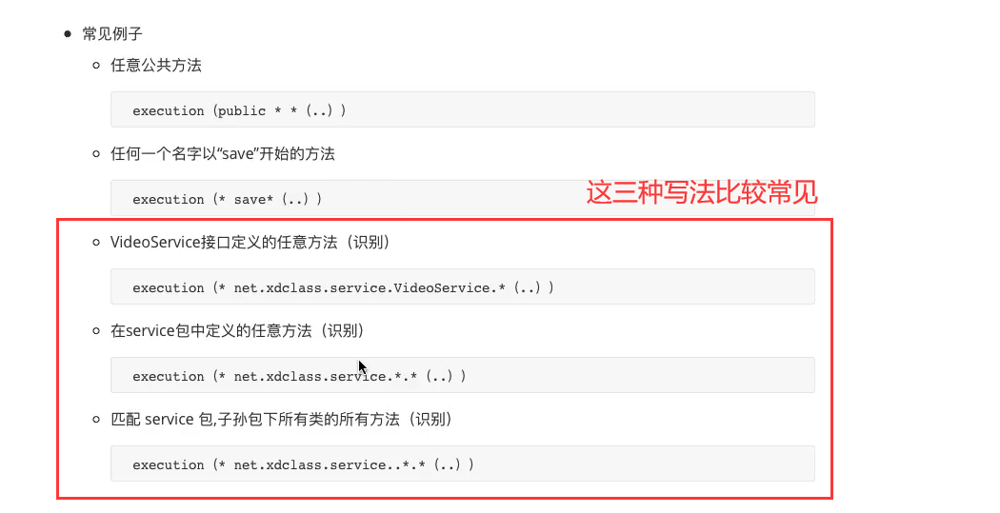 常见例子
任意公共方法
execution (public * * (..) )
任何一个名字以“save”开始的方法
这三种写法比较常见
execution (* save* (..) )
VideoService接口定义的任意方法（识别）
execution (* net.xdclass.service.VideoService.* (..) )
在service包中定义的任意方法（识别）
execution (* net.xdclass.service.*.* (..) )
匹配 service 包,子孙包下所有类的所有方法（识别）
execution (* net.xdclass.service..*.* (..) )